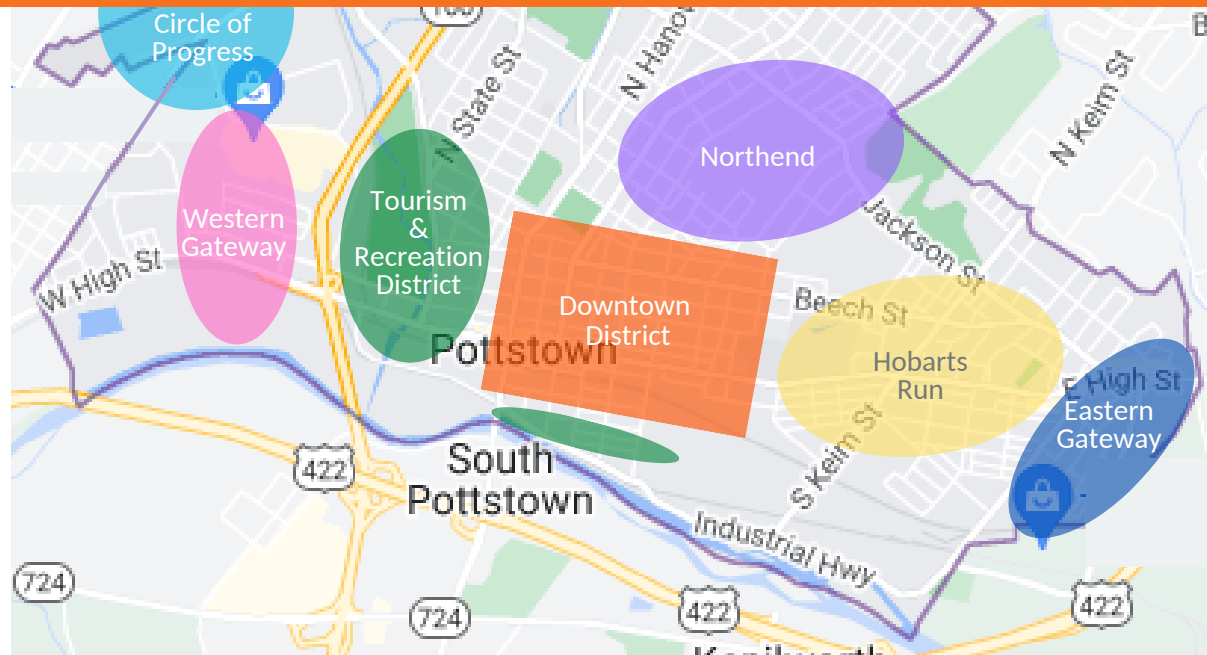 Circle of
Progress
100
N State St
N Hanov
N Keim St
Northend
Tourism
&
Recreation
District
Western
Gateway
Jackson St
W High St
Downtown
District
Beech St
Pottstown
Hobarts
Run
E High St
Eastern
Gateway
S Keim St
South
Pottstown
422
Industrial Hwy
724
724
422
422